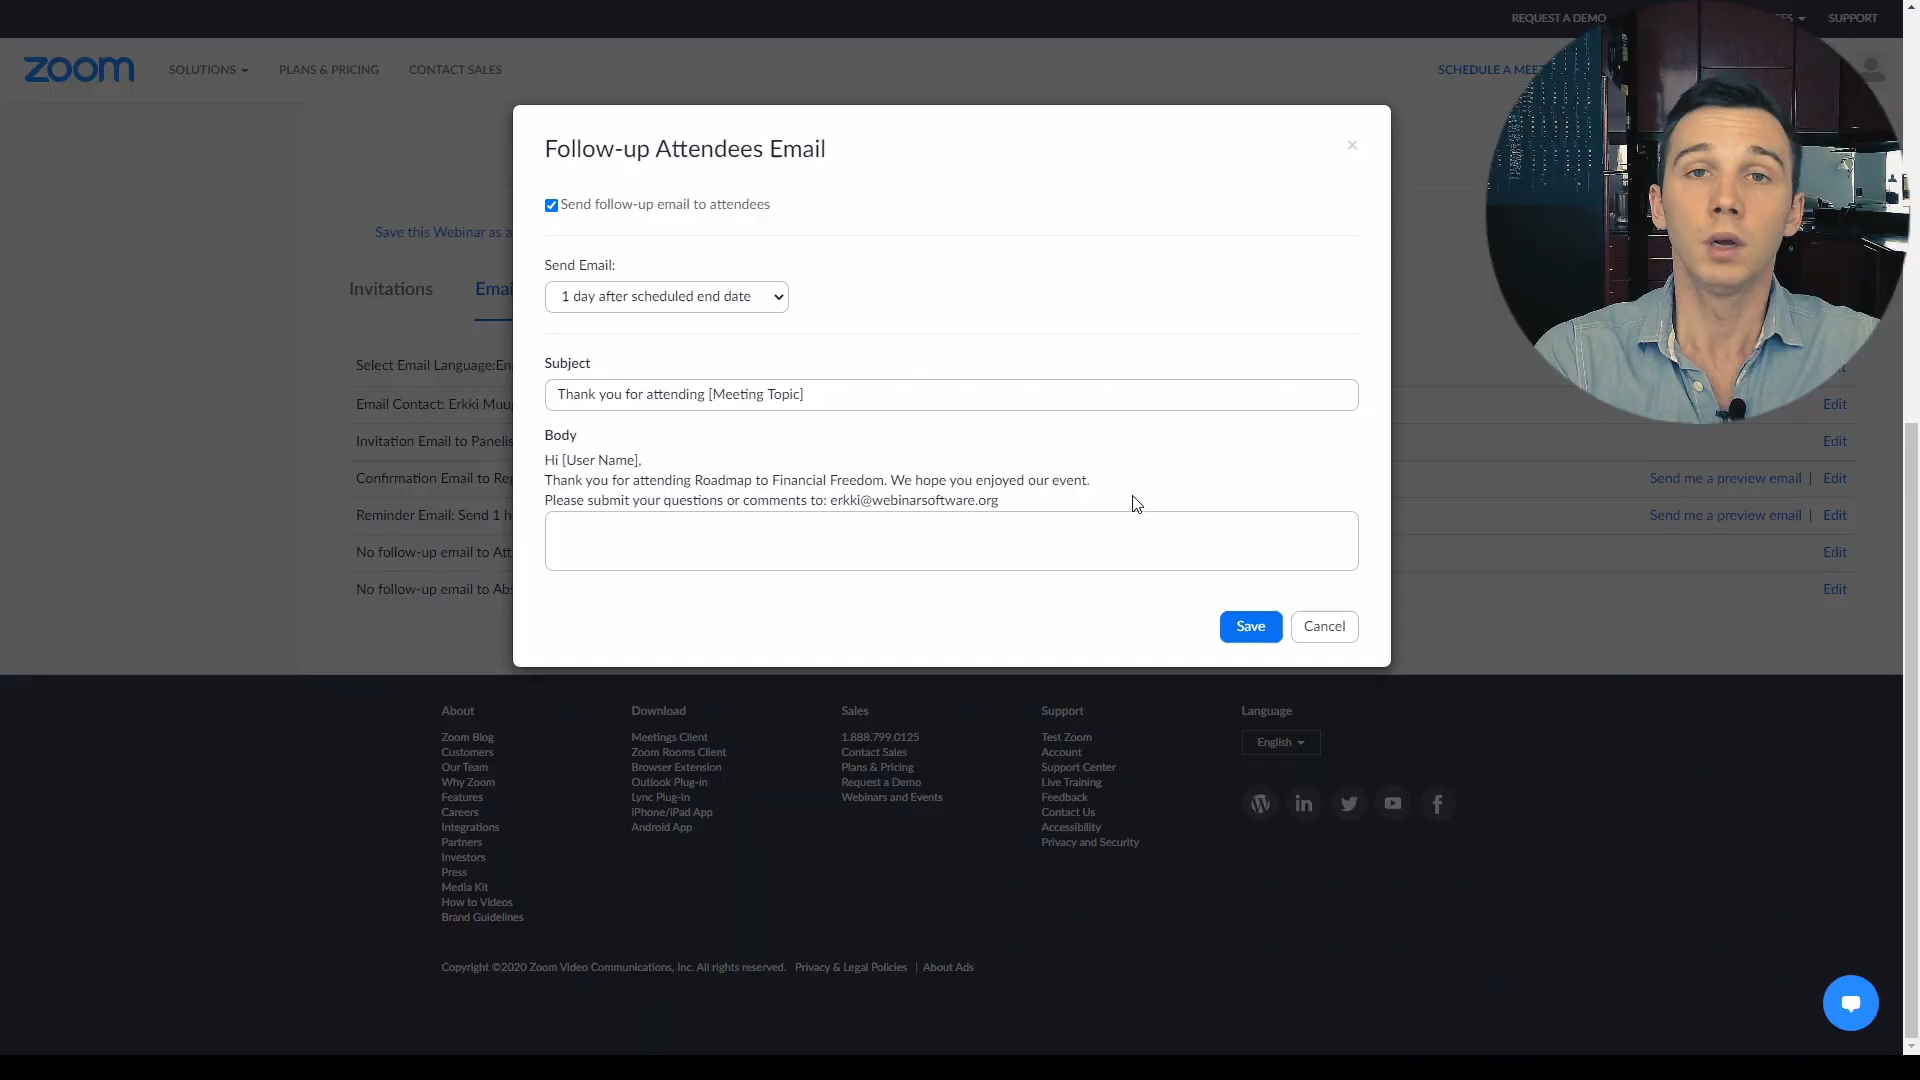 REQUEST A DEMO
SUPPORT
zoom
SOLUTIONS
PLANS & PRICING
CONTACT SALES
SCHEDULE A
Follow-up Attendees Email
×
Send follow-up email to attendees
Save this Webinar as a
Send Email:
Invitations
1 day after scheduled end date
Subject
Select Email Language:
Thank you for attending [Meeting Topic]
Email Contact: Erkki
Edit
Body
Invitation Email to
Edit
Hi [User Name],
Confirmation Email to
Thank you for attending Roadmap to Financial Freedom. We hope you enjoyed our event.
Send me a preview email | Edit
Please submit your questions or comments to: erkki@webinarsoftware.org
Reminder Email: Send 1
Send me a preview email | Edit
No follow-up email to
Edit
No follow-up email to
Edit
Save
Cancel
About
Zoom Blog
Customers
Our Team
Why Zoom
Features
Careers
Integrations
Partners
Investors
Press
Media Kit
How to Videos
Brand Guidelines
Download
Meetings Client
Zoom Rooms Client
Browser Extension
Outlook Plug-in
Lync Plug-in
iPhone/iPad App
Android App
Sales
1.888.799.0125
Contact Sales
Plans & Pricing
Request a Demo
Webinars and Events
Support
Test Zoom
Account
Support Center
Live Training
Feedback
Contact Us
Accessibility
Privacy and Security
Language
English
Copyright ©2020 Zoom Video Communications, Inc. All rights reserved. Privacy & Legal Policies | About Ads